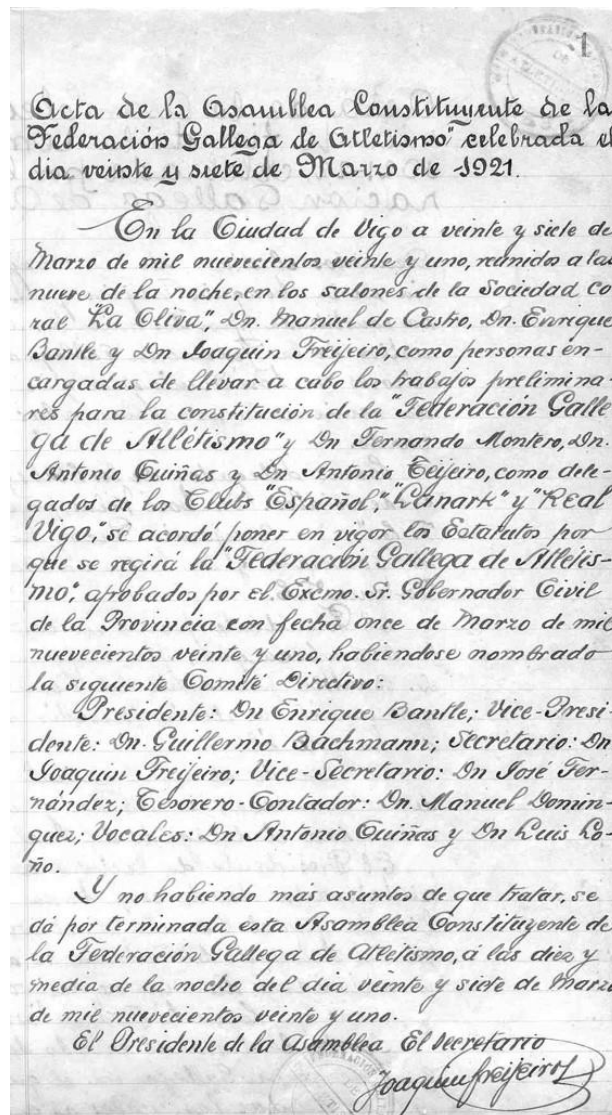 1
Acta de la Asamblea Constituyente de la
"Federación Gallega de Atletismo" celebrada el
dia veinte y siete de Marzo de 1921.
En la Ciudad de Vigo a veinte y siete de
Marzo de mil nuevecientos veinte y uno, reunidos a las
nueve de la noche, en los salones de la Sociedad co
ral "La Oliva", Dn. Manuel de Castro, Dn. Enrique
Bantle y Dn Joaquin Freijeiro, como personas en-
cargadas de llevar a cabo los trabajos prelimina-
res para la constitución de la "Federación Galle
ga de Atlétismo" y Dn Fernando Montero, Dn.
Antonio Guiñas y Dn Antonio Teijeiro, como dele-
gados de los Clubs "Español", "Lanark" y "Real
Vigo," se acordó poner en vigor los Estatutos por
que se regirá la "Federación Gallega de Atlétis-
mo", aprobados por el Excmo. Sr. Gobernador Civil
de la Provincia con fecha once de Marzo de mil
nuevecientos veinte y uno, habiendose nombrado
la siguiente Comité Directivo:
Presidente: Dn Enrique Bantle; Vice-Presi-
dente: Dn. Guillermo Bachmann; Secretario: Dn
Joaquin Freijeiro; Vice-Secretario: Dn José Fer-
nández; Tesorero-Contador: Dn. Manuel Domin-
guez; Vocales: Dn Antonio Guiñas y Dn Luis Lo-
ño.
Y no habiendo más asuntos de que tratar, se
dá por terminada esta Asamblea Constituyente de
la Federación Gallega de Atlétismo, á las diez y
media de la noche del dia veinte y siete de Marzo
de mil nuevecientos veinte y uno.
El Presidente de la Asamblea El Secretario
Joaquin Freijeiro